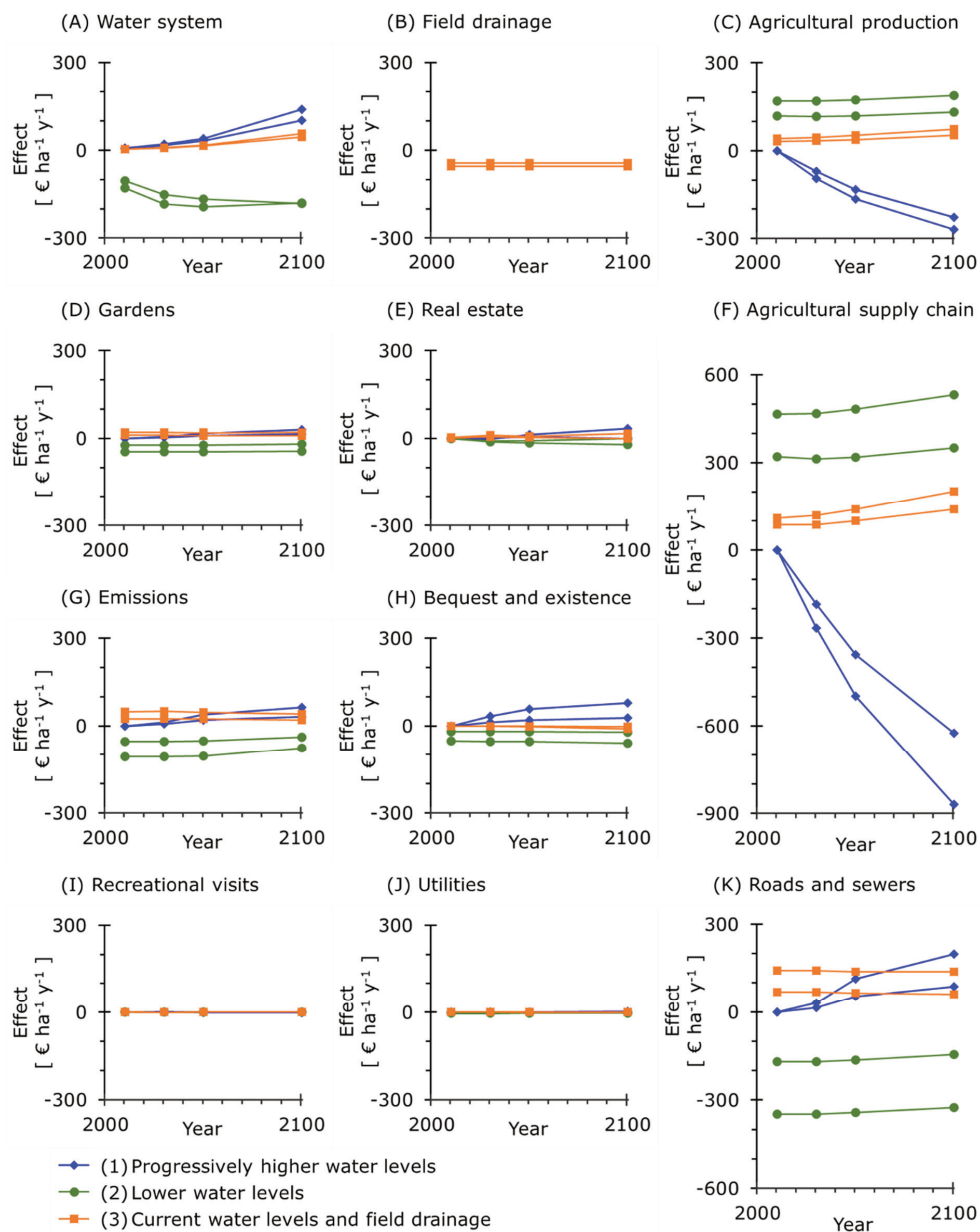 (A) Water system
(B) Field drainage
(C) Agricultural production
300
0
-300
Effect
[ € ha⁻¹ y⁻¹ ]
2000
Year
2100
300
0
-300
Effect
[ € ha⁻¹ y⁻¹ ]
2000
Year
2100
300
0
-300
Effect
[ € ha⁻¹ y⁻¹ ]
2000
Year
2100
(D) Gardens
(E) Real estate
(F) Agricultural supply chain
300
0
-300
Effect
[ € ha⁻¹ y⁻¹ ]
2000
Year
2100
300
0
-300
Effect
[ € ha⁻¹ y⁻¹ ]
2000
Year
2100
600
300
0
-300
-600
-900
Effect
[ € ha⁻¹ y⁻¹ ]
2000
Year
2100
(G) Emissions
(H) Bequest and existence
300
0
-300
Effect
[ € ha⁻¹ y⁻¹ ]
2000
Year
2100
300
0
-300
Effect
[ € ha⁻¹ y⁻¹ ]
2000
Year
2100
(I) Recreational visits
(J) Utilities
(K) Roads and sewers
300
0
-300
Effect
[ € ha⁻¹ y⁻¹ ]
2000
Year
2100
300
0
-300
Effect
[ € ha⁻¹ y⁻¹ ]
2000
Year
2100
300
0
-300
-600
Effect
[ € ha⁻¹ y⁻¹ ]
2000
Year
2100
(1) Progressively higher water levels
(2) Lower water levels
(3) Current water levels and field drainage